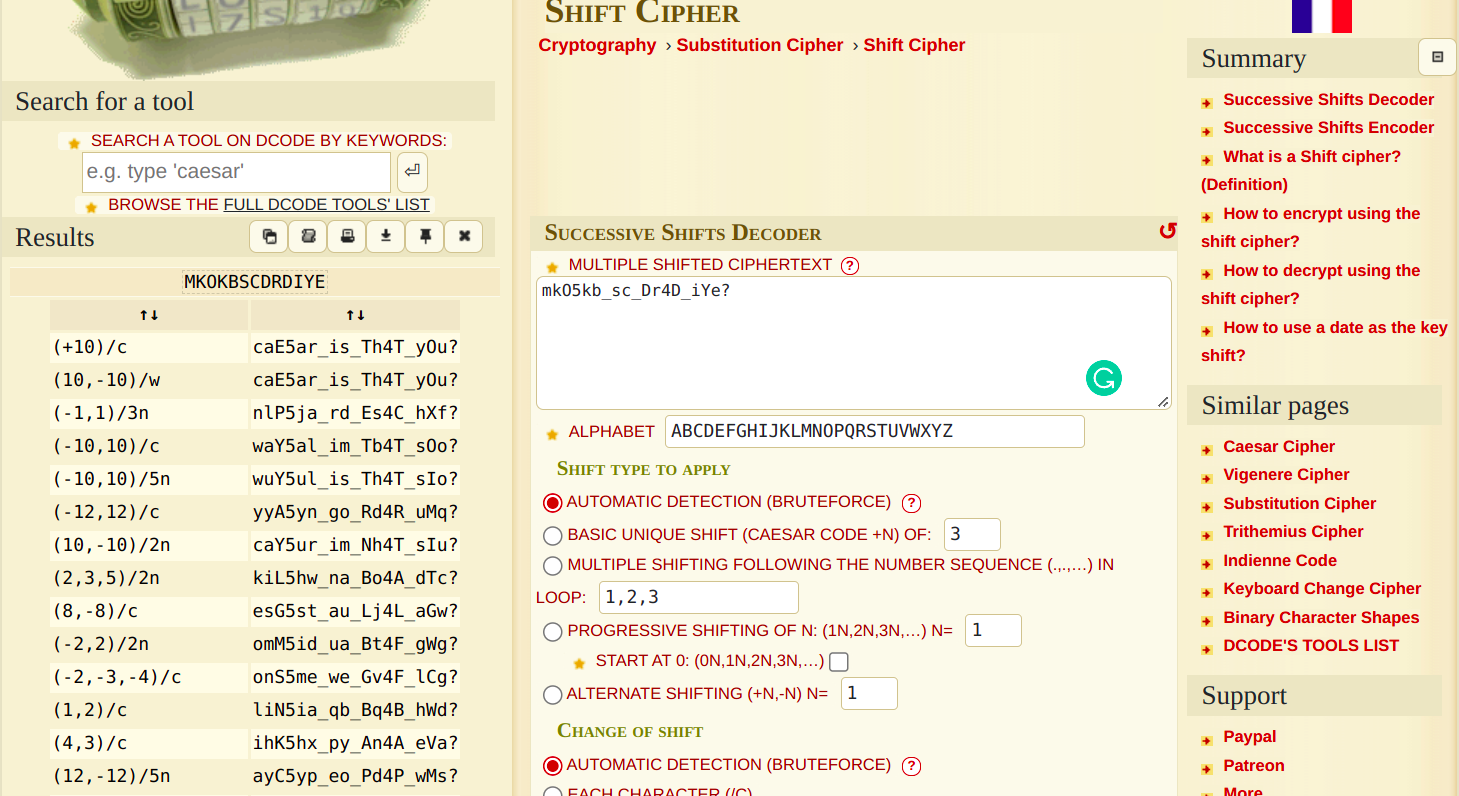 Search for a tool
SEARCH A TOOL ON DCODE BY KEYWORDS:
e.g. type 'caesar'
BROWSE THE FULL DCODE TOOLS' LIST
Results
MKOKBSCDRDIYE
↑↓ ↑↓
(+10)/c caE5ar_is_Th4T_yOu?
(10,-10)/w caE5ar_is_Th4T_yOu?
(-1,1)/3n nlP5ja_rd_Es4C_hXf?
(-10,10)/c waY5al_im_Tb4T_sOo?
(-10,10)/5n wuY5ul_is_Th4T_sIo?
(-12,12)/c yyA5yn_go_Rd4R_uMq?
(10,-10)/2n caY5ur_im_Nh4T_sIu?
(2,3,5)/2n kiL5hw_na_Bo4A_dTc?
(8,-8)/c esG5st_au_Lj4L_aGw?
(-2,2)/2n omM5id_ua_Bt4F_gWg?
(-2,-3,-4)/c onS5me_we_Gv4F_lCg?
(1,2)/c liN5ia_qb_Bq4B_hWd?
(4,3)/c ihK5hx_py_An4A_eVa?
(12,-12)/5n ayC5yp_eo_Pd4P_wMs?
Shift Cipher
Cryptography › Substitution Cipher › Shift Cipher
Successive Shifts Decoder
MULTIPLE SHIFTED CIPHERTEXT ?
mkO5kb_sc_Dr4D_iYe?
ALPHABET ABCDEFGHIJKLMNOPQRSTUVWXYZ
Shift type to apply
AUTOMATIC DETECTION (BRUTEFORCE) ?
BASIC UNIQUE SHIFT (CAESAR CODE +N) OF: 3
MULTIPLE SHIFTING FOLLOWING THE NUMBER SEQUENCE (.,.,…) IN
LOOP: 1,2,3
PROGRESSIVE SHIFTING OF N: (1N,2N,3N,…) N= 1
START AT 0: (0N,1N,2N,3N,…)
ALTERNATE SHIFTING (+N,-N) N= 1
Change of shift
AUTOMATIC DETECTION (BRUTEFORCE) ?
EACH CHARACTER (/C)
Summary
Successive Shifts Decoder
Successive Shifts Encoder
What is a Shift cipher?
(Definition)
How to encrypt using the
shift cipher?
How to decrypt using the
shift cipher?
How to use a date as the key
shift?
Similar pages
Caesar Cipher
Vigenere Cipher
Substitution Cipher
Trithemius Cipher
Indienne Code
Keyboard Change Cipher
Binary Character Shapes
DCODE'S TOOLS LIST
Support
Paypal
Patreon
More